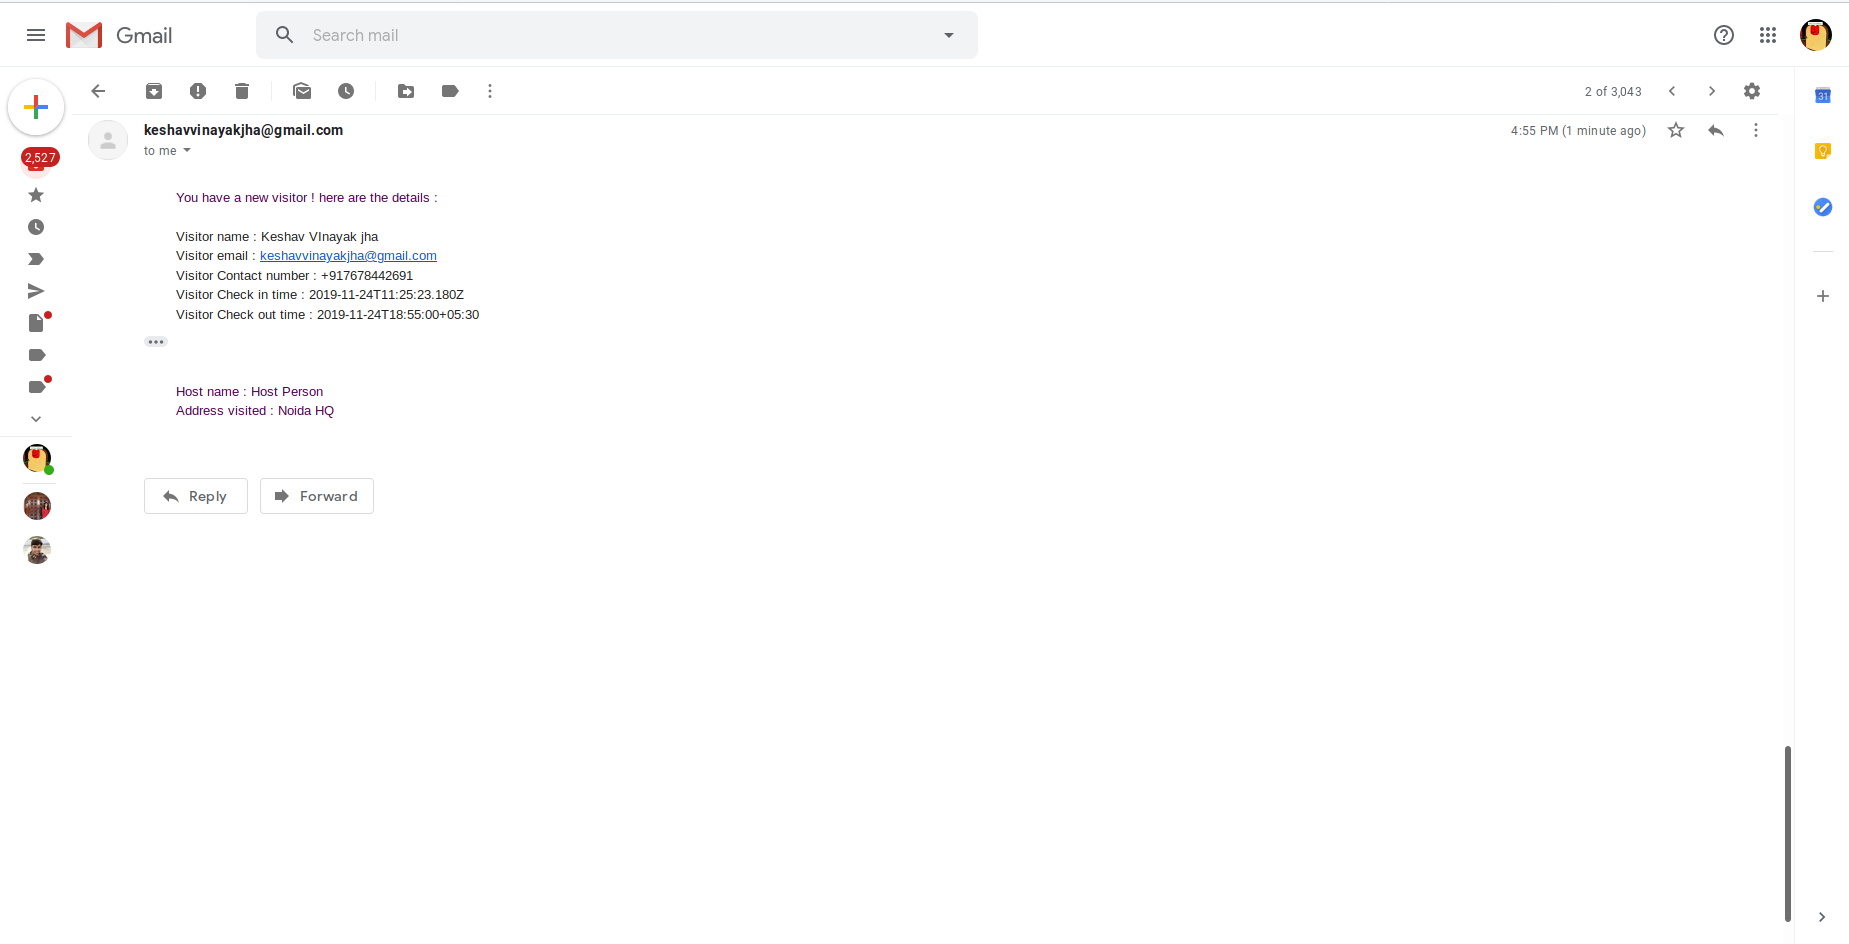 Gmail
Search mail
2 of 3,043
2,527
31
keshavvinayakjha@gmail.com
4:55 PM (1 minute ago)
to me
You have a new visitor ! here are the details :
Visitor name : Keshav VInayak jha
Visitor email : keshavvinayakjha@gmail.com
Visitor Contact number : +917678442691
Visitor Check in time : 2019-11-24T11:25:23.180Z
Visitor Check out time : 2019-11-24T18:55:00+05:30
Host name : Host Person
Address visited : Noida HQ
Reply
Forward